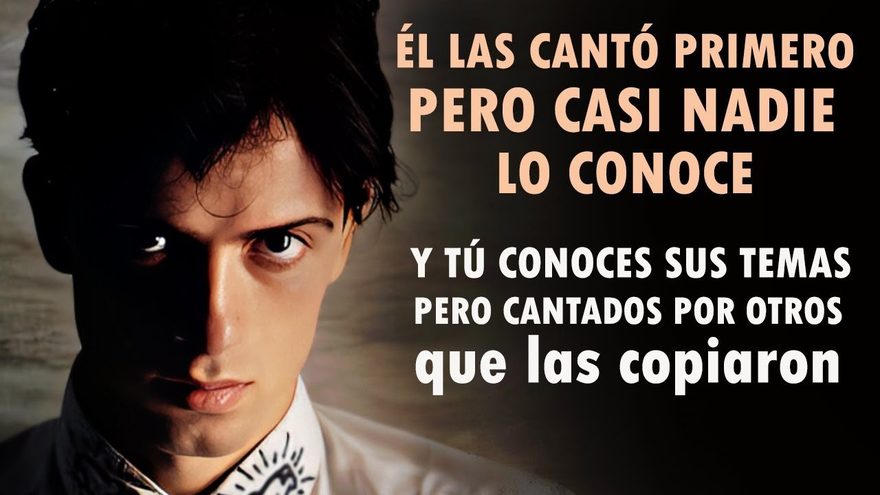 ÉL LAS CANTÓ PRIMERO
PERO CASI NADIE
LO CONOCE
Y TÚ CONOCES SUS TEMAS
PERO CANTADOS POR OTROS
que las copiaron